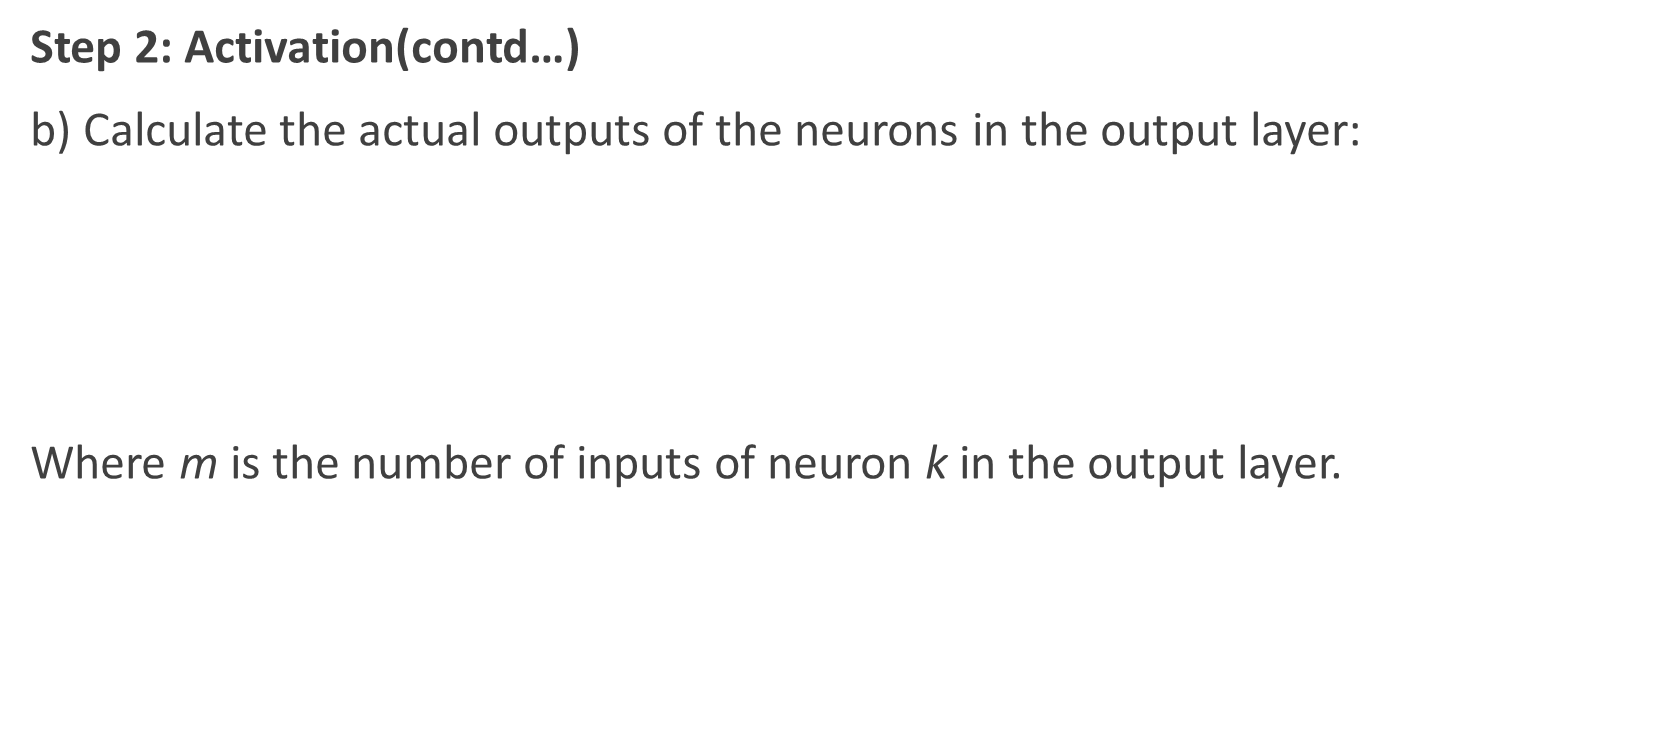 Step 2: Activation(contd…)
b) Calculate the actual outputs of the neurons in the output layer:
Where m is the number of inputs of neuron k in the output layer.